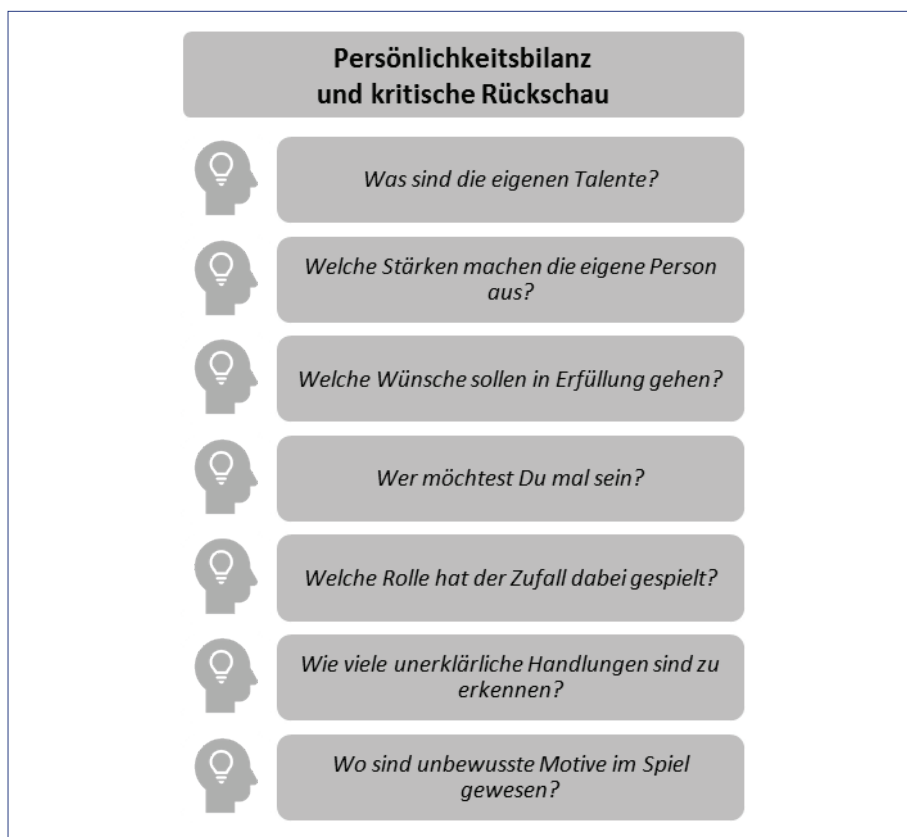 Persönlichkeitsbilanz
und kritische Rückschau
Was sind die eigenen Talente?
Welche Stärken machen die eigene Person
aus?
Welche Wünsche sollen in Erfüllung gehen?
Wer möchtest Du mal sein?
Welche Rolle hat der Zufall dabei gespielt?
Wie viele unerklärliche Handlungen sind zu
erkennen?
Wo sind unbewusste Motive im Spiel
gewesen?